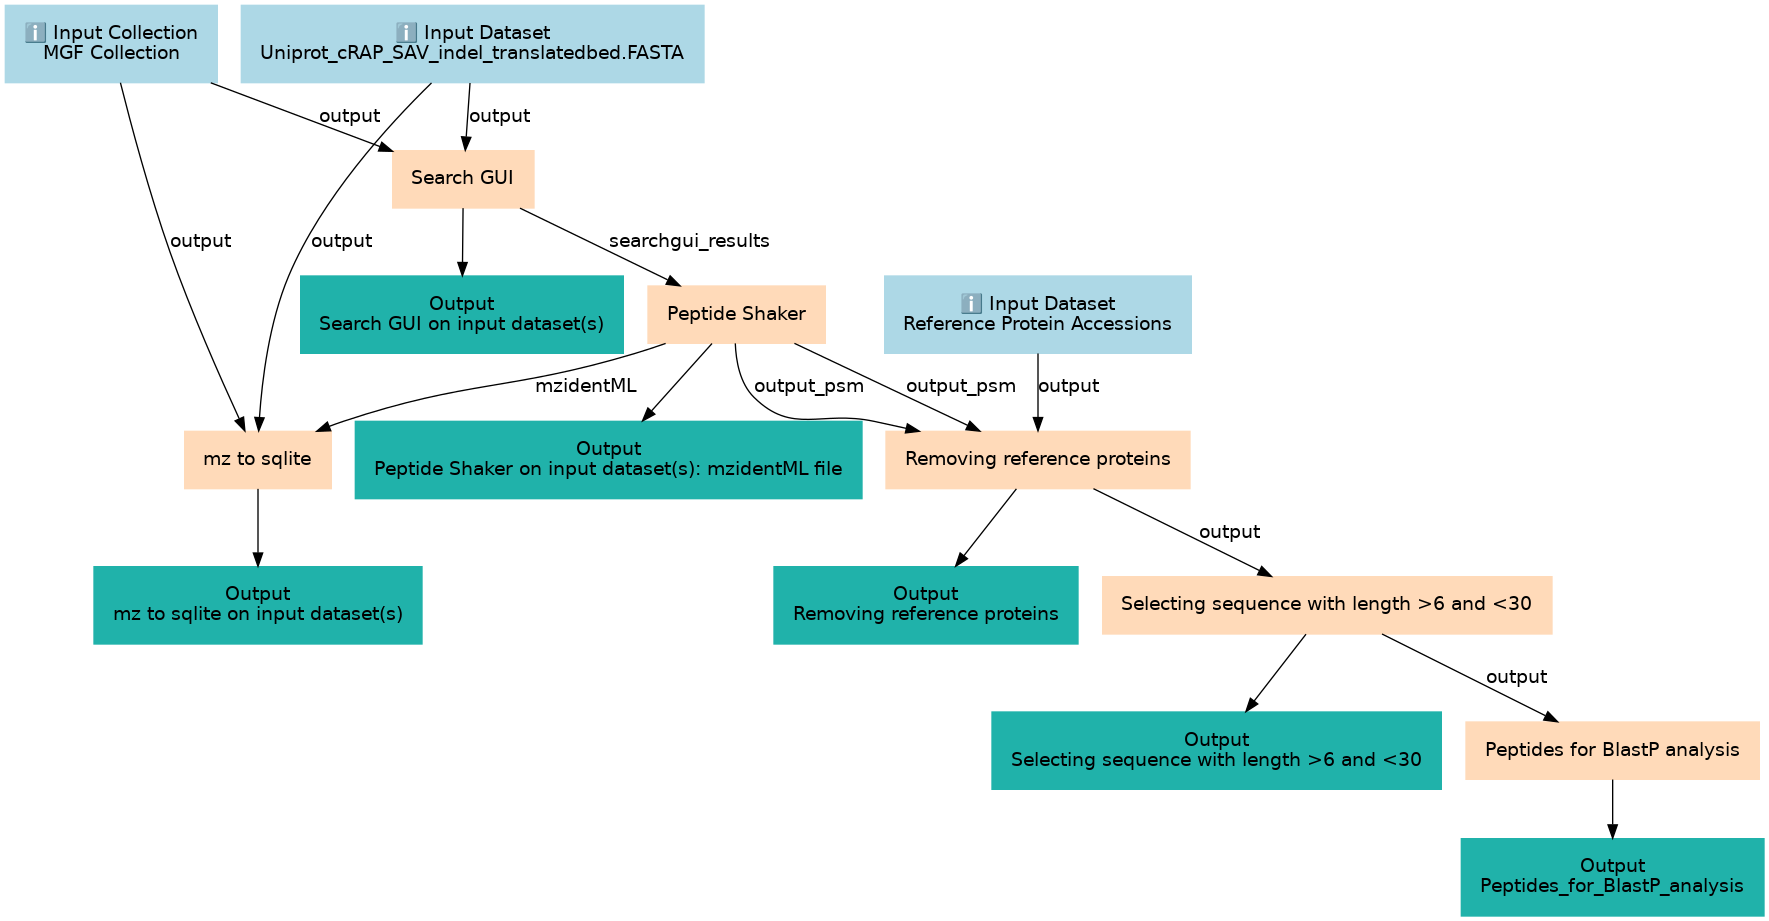 ℹ️ Input Collection
MGF Collection
ℹ️ Input Dataset
Uniprot_cRAP_SAV_indel_translatedbed.FASTA
output
output
Search GUI
output
output
searchgui_results
Output
Search GUI on input dataset(s)
Peptide Shaker
ℹ️ Input Dataset
Reference Protein Accessions
mzidentML
output_psm
output_psm
output
mz to sqlite
Output
Peptide Shaker on input dataset(s): mzidentML file
Removing reference proteins
output
Output
mz to sqlite on input dataset(s)
Output
Removing reference proteins
Selecting sequence with length >6 and <30
output
Output
Selecting sequence with length >6 and <30
Peptides for BlastP analysis
Output
Peptides_for_BlastP_analysis